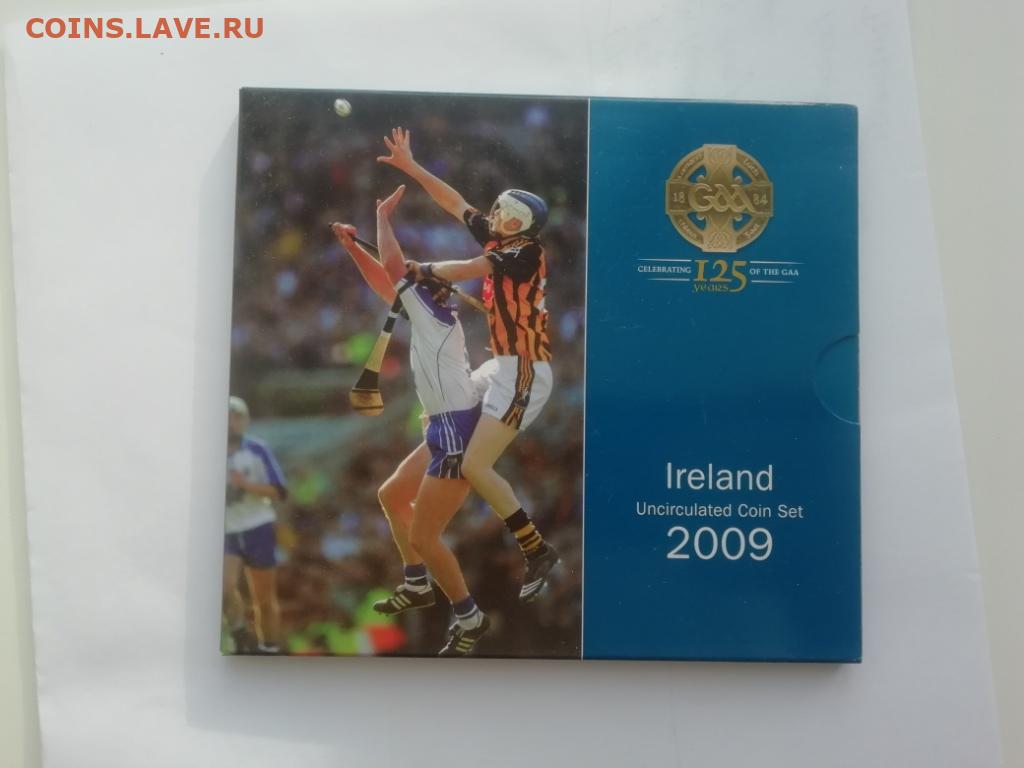 COINS.LAVE.RU
GAA
18 84
CELEBRATING 125 OF THE GAA
years
Ireland
Uncirculated Coin Set
2009